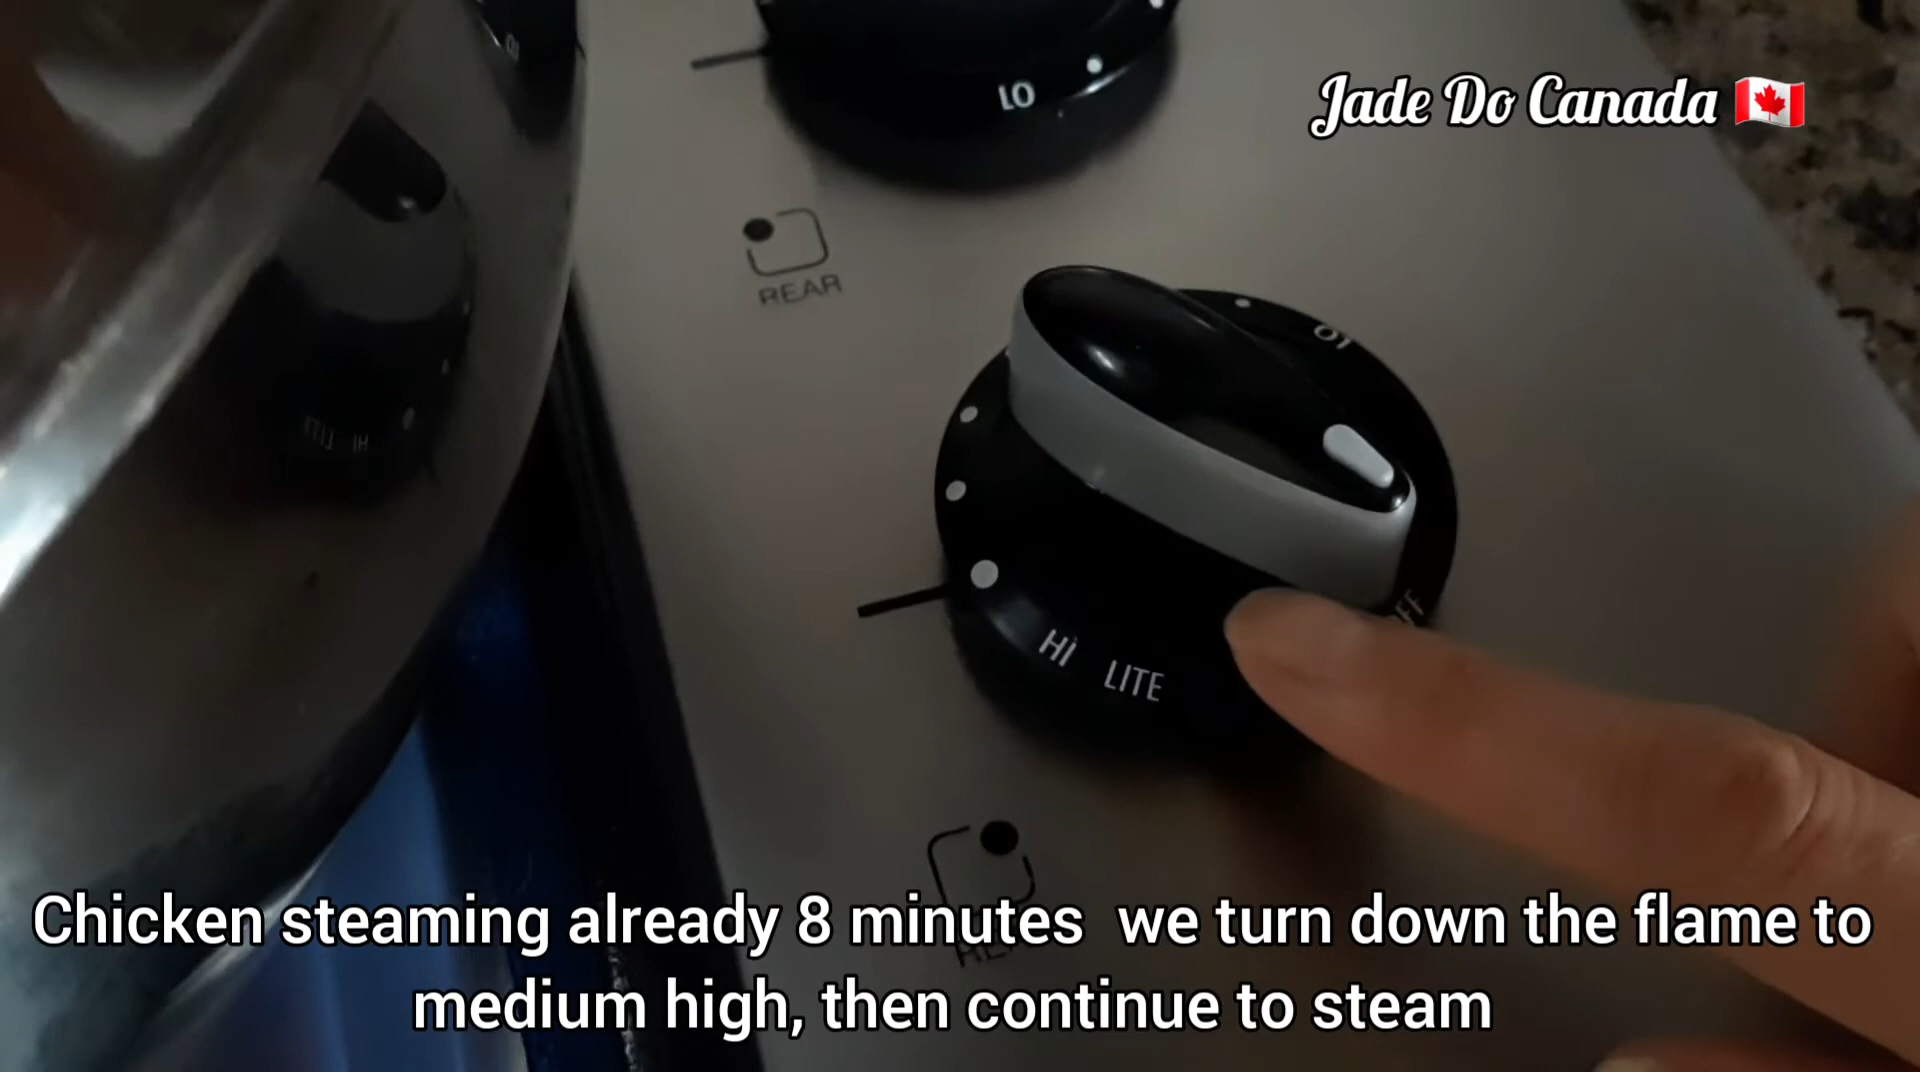 LO
Jade Do Canada
REAR
LO
HI LITE
OFF
Chicken steaming already 8 minutes we turn down the flame to
medium high, then continue to steam